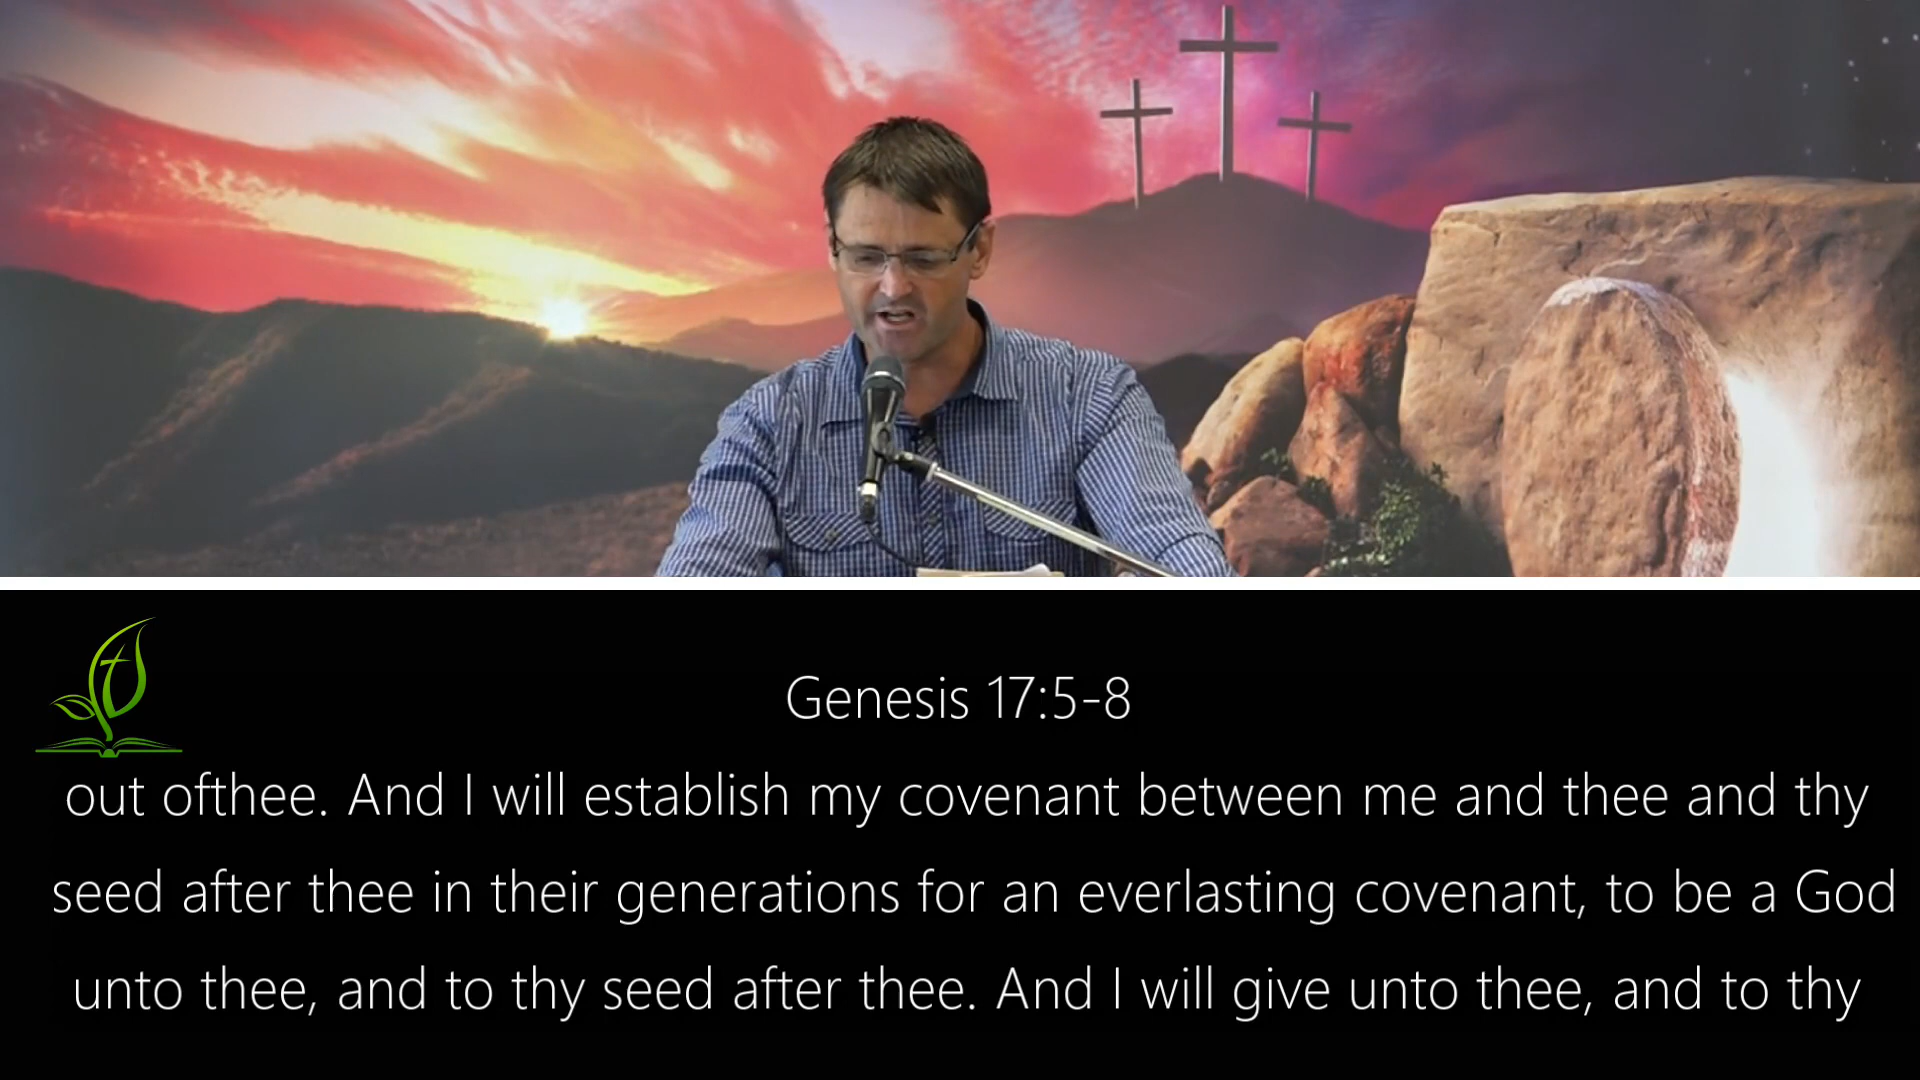 Genesis 17:5-8
out ofthee. And I will establish my covenant between me and thee and thy
seed after thee in their generations for an everlasting covenant, to be a God
unto thee, and to thy seed after thee. And I will give unto thee, and to thy